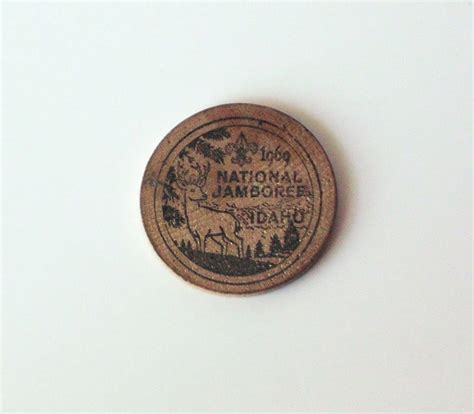 1969
NATIONAL
JAMBOREE
IDAHO